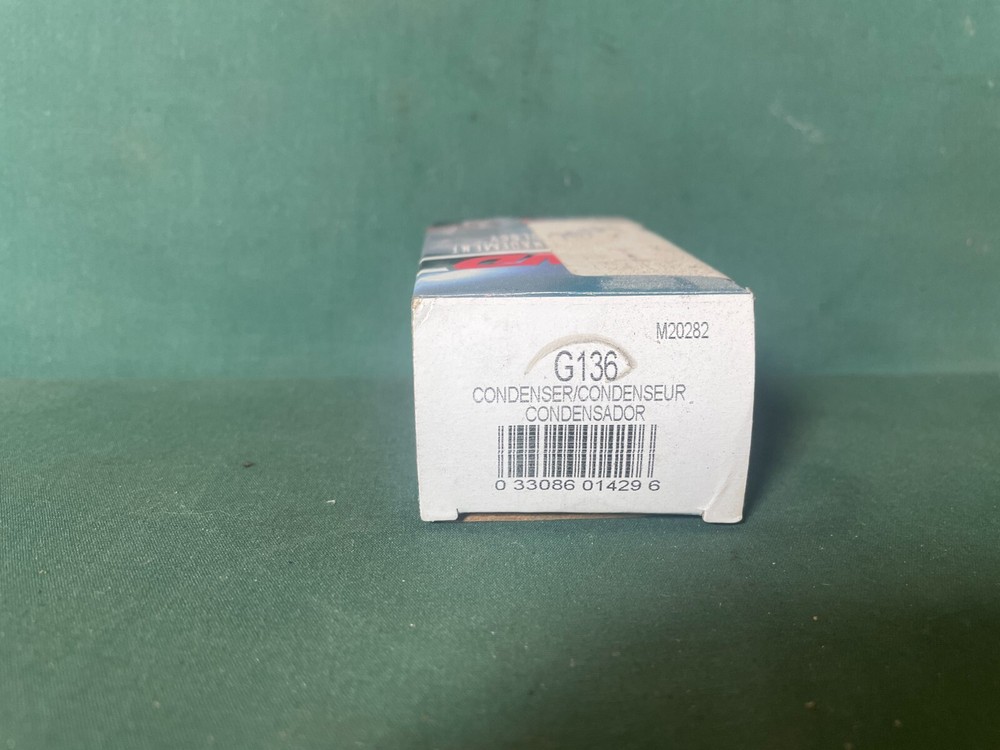 M20282
G136
CONDENSER/CONDENSEUR
CONDENSADOR
0 33086 01429 6